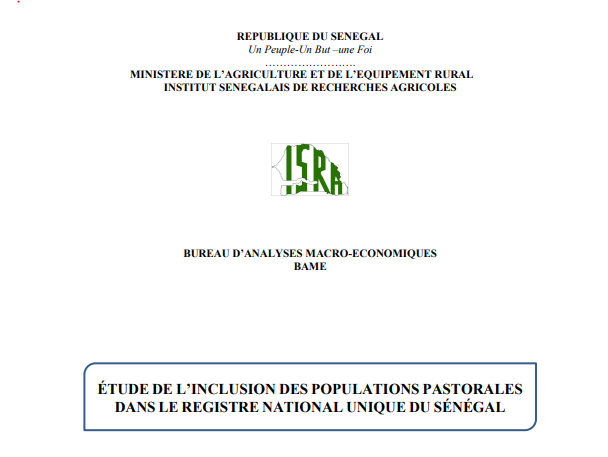 REPUBLIQUE DU SENEGAL
Un Peuple-Un But –une Foi
…………………….
MINISTERE DE L’AGRICULTURE ET DE L’EQUIPEMENT RURAL
INSTITUT SENEGALAIS DE RECHERCHES AGRICOLES
ISRA
BUREAU D’ANALYSES MACRO-ECONOMIQUES
BAME
ÉTUDE DE L’INCLUSION DES POPULATIONS PASTORALES
DANS LE REGISTRE NATIONAL UNIQUE DU SÉNÉGAL